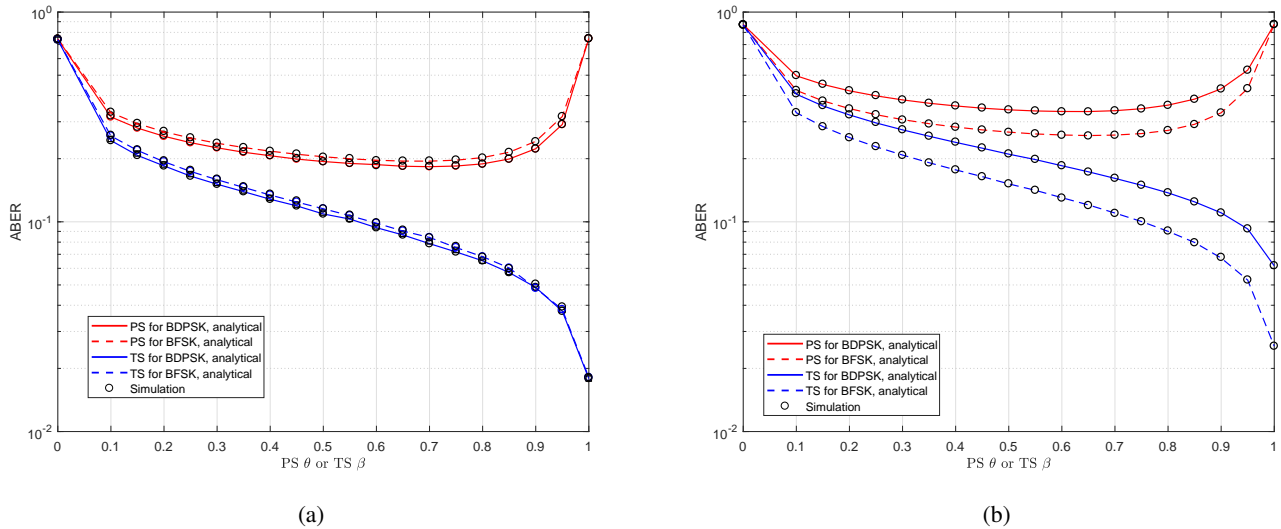 10^0
10^-1
10^-2
ABER
0 0.1 0.2 0.3 0.4 0.5 0.6 0.7 0.8 0.9 1
PS θ or TS β
PS for BDPSK, analytical
PS for BFSK, analytical
TS for BDPSK, analytical
TS for BFSK, analytical
Simulation
(a)
10^0
10^-1
10^-2
ABER
0 0.1 0.2 0.3 0.4 0.5 0.6 0.7 0.8 0.9 1
PS θ or TS β
PS for BDPSK, analytical
PS for BFSK, analytical
TS for BDPSK, analytical
TS for BFSK, analytical
Simulation
(b)